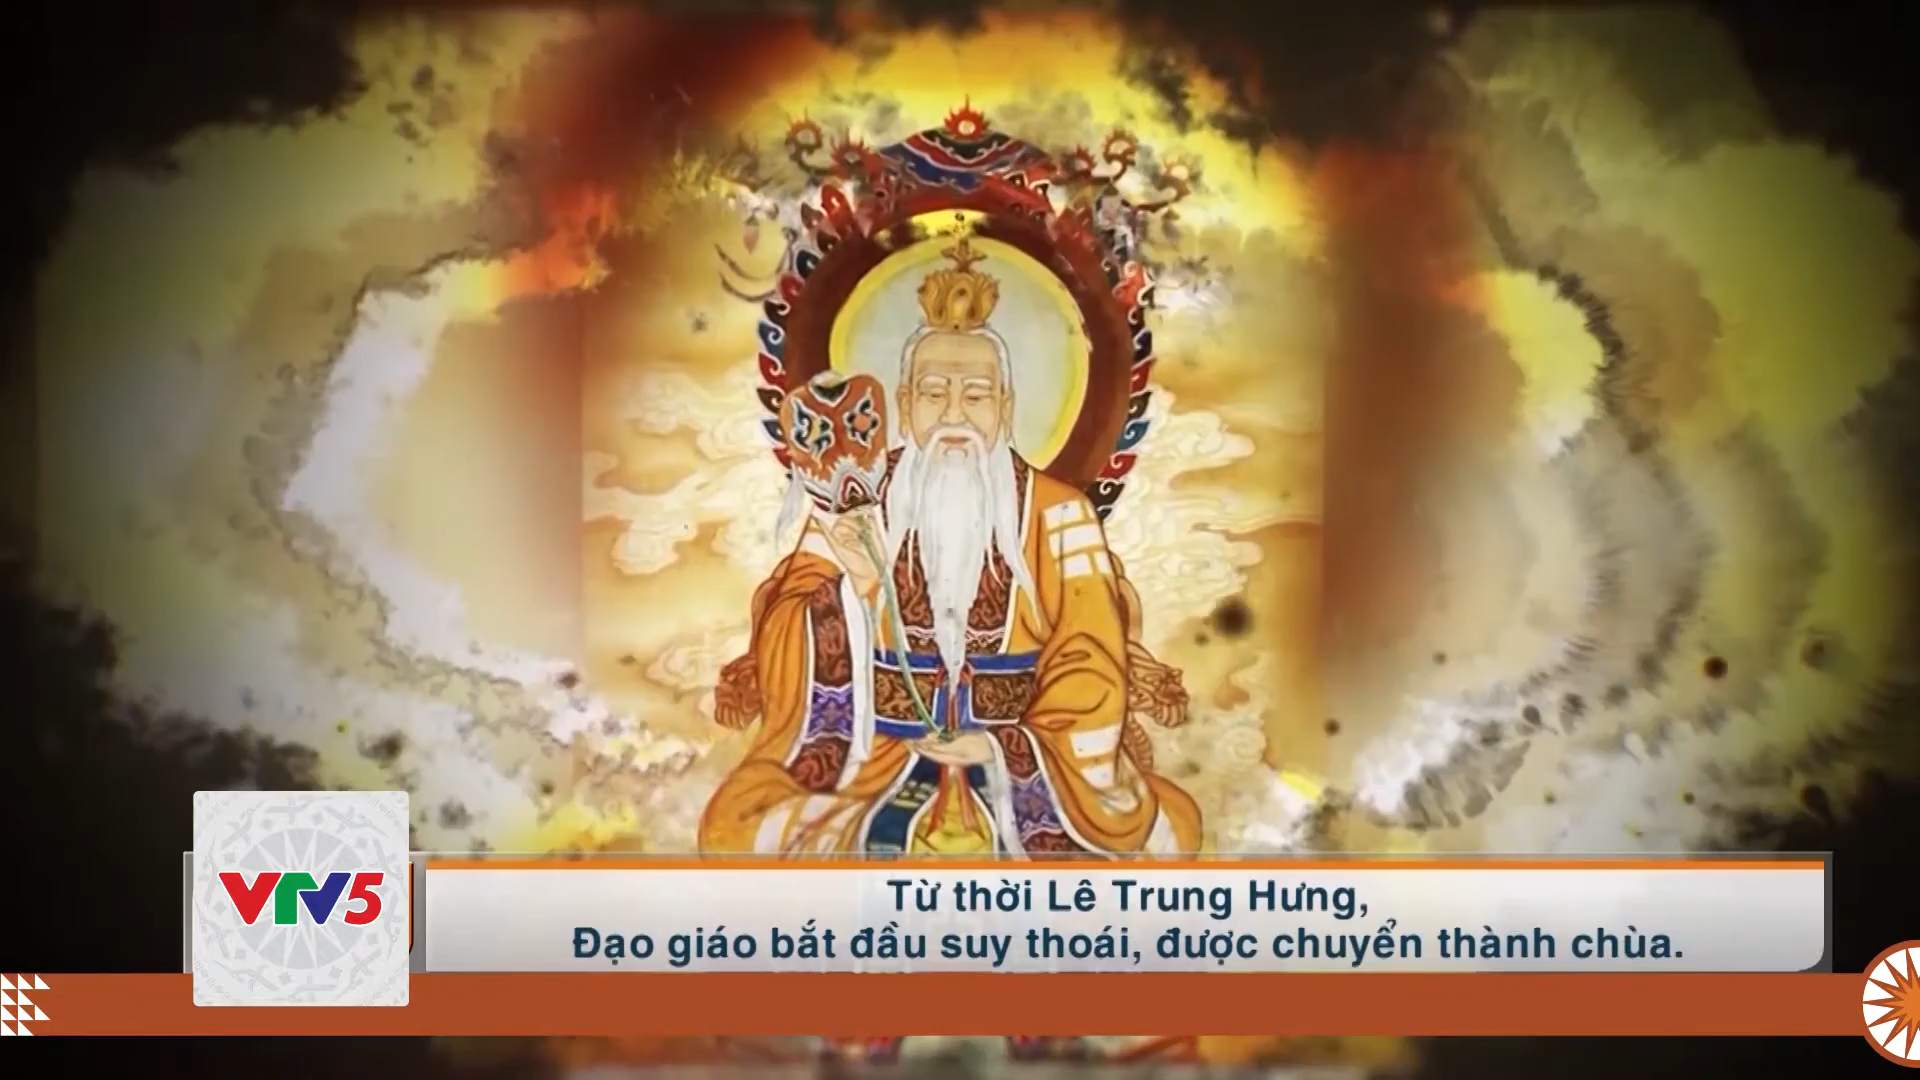 VTV5
Từ thời Lê Trung Hưng,
Đạo giáo bắt đầu suy thoái, được chuyển thành chùa.